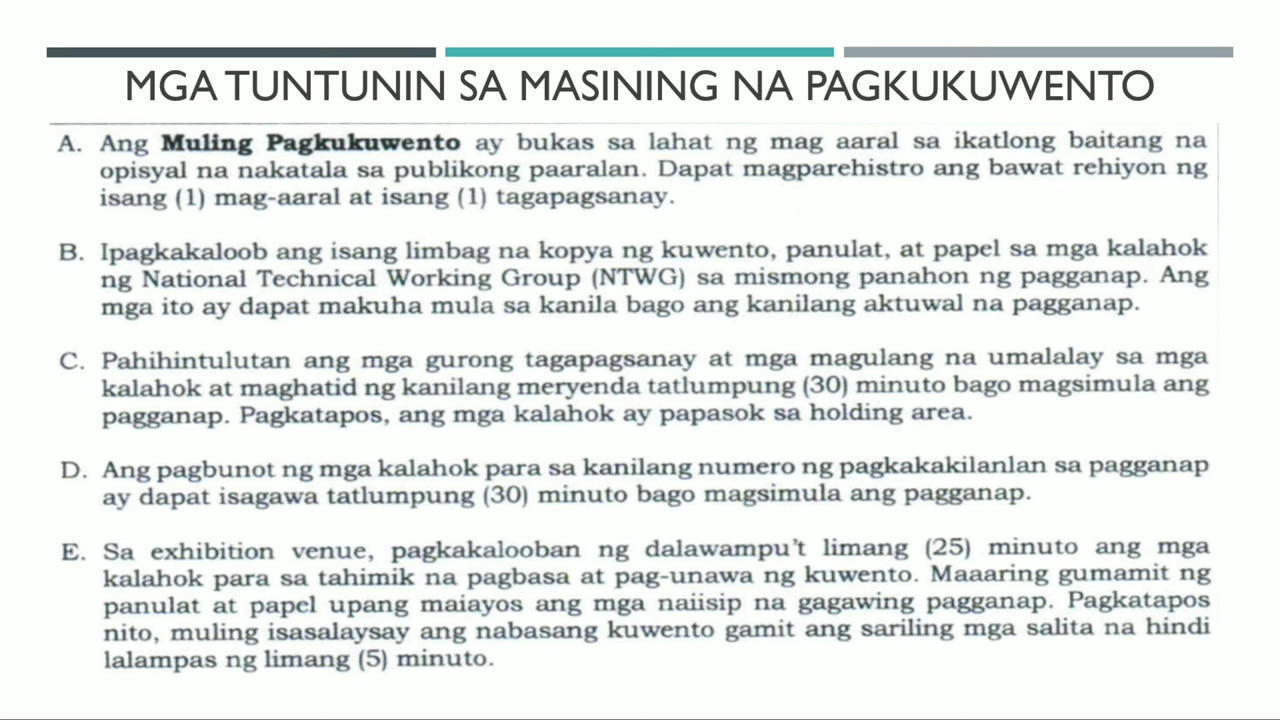 MGA TUNTUNIN SA MASINING NA PAGKUKUWENTO
A. Ang Muling Pagkukuwento ay bukas sa lahat ng mag aaral sa ikatlong baitang na
opisyal na nakatala sa publikong paaralan. Dapat magparehistro ang bawat rehiyon ng
isang (1) mag-aaral at isang (1) tagapagsanay.
B. Ipagkakaloob ang isang limbag na kopya ng kuwento, panulat, at papel sa mga kalahok
ng National Technical Working Group (NTWG) sa mismong panahon ng pagganap. Ang
mga ito ay dapat makuha mula sa kanila bago ang kanilang aktuwal na pagganap.
C. Pahihintulutan ang mga gurong tagapagsanay at mga magulang na umalalay sa mga
kalahok at maghatid ng kanilang meryenda tatlumpung (30) minuto bago magsimula ang
pagganap. Pagkatapos, ang mga kalahok ay papasok sa holding area.
D. Ang pagbunot ng mga kalahok para sa kanilang numero ng pagkakakilanlan sa pagganap
ay dapat isagawa tatlumpung (30) minuto bago magsimula ang pagganap.
E. Sa exhibition venue, pagkakalooban ng dalawampu't limang (25) minuto ang mga
kalahok para sa tahimik na pagbasa at pag-unawa ng kuwento. Maaaring gumamit ng
panulat at papel upang maiayos ang mga naiisip na gagawing pagganap. Pagkatapos
nito, muling isasalaysay ang nabasang kuwento gamit ang sariling mga salita na hindi
lalampas ng limang (5) minuto.